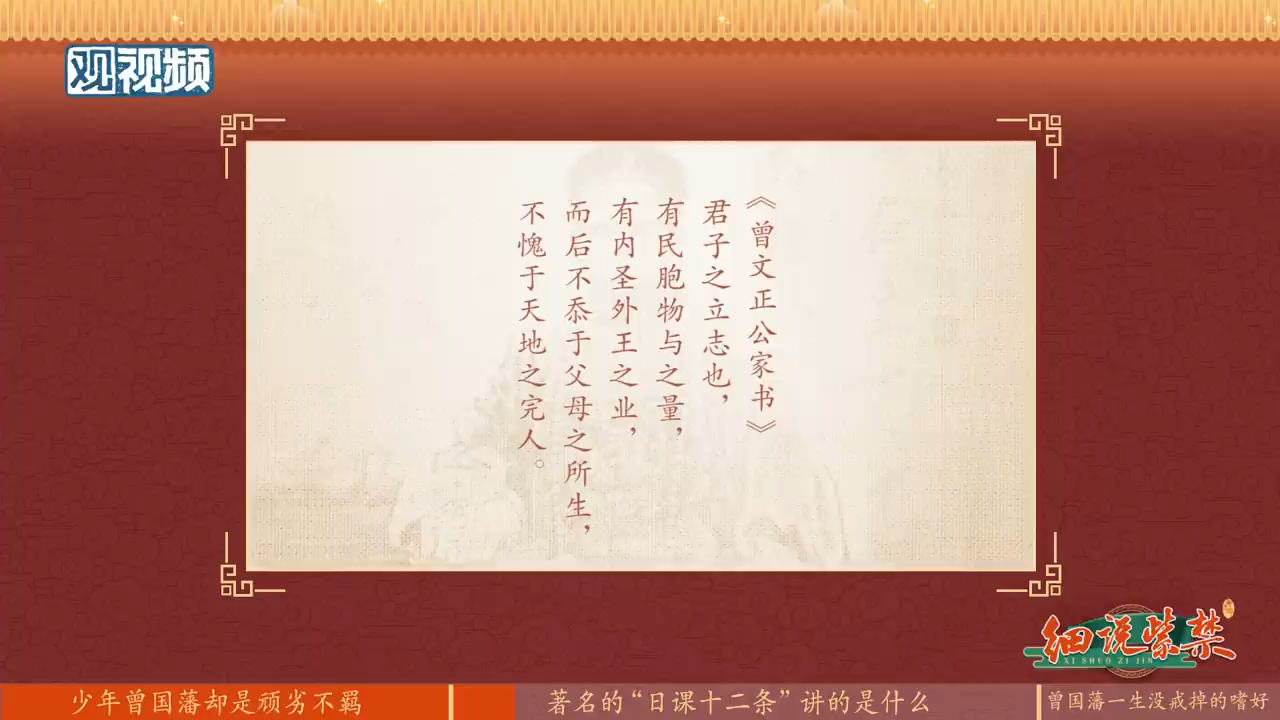 观视频
《曾文正公家书》
君子之立志也，
有民胞物与之量，
有内圣外王之业，
而后不忝于父母之所生，
不愧于天地之完人。
细说紫禁
XI SHUO ZI JIN
少年曾国藩却是顽劣不羁
著名的“日课十二条”讲的是什么
曾国藩一生没戒掉的嗜好